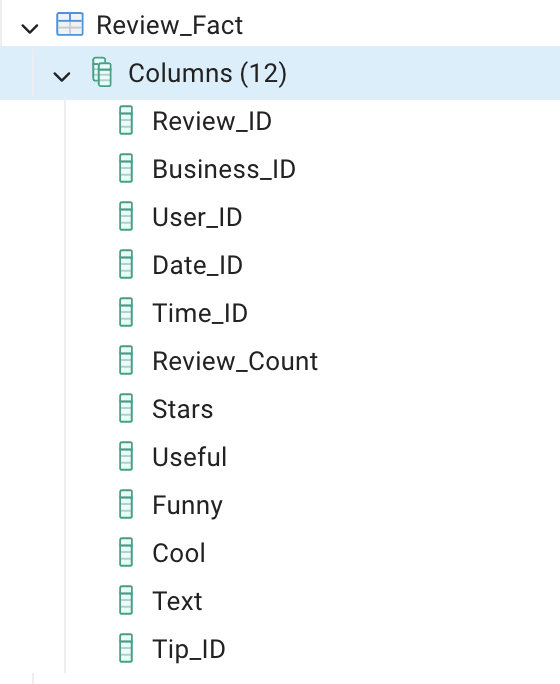 Review_Fact
Columns (12)
Review_ID
Business_ID
User_ID
Date_ID
Time_ID
Review_Count
Stars
Useful
Funny
Cool
Text
Tip_ID